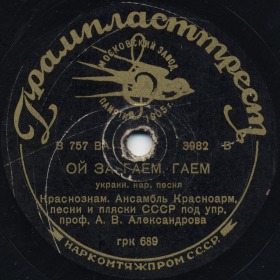 Грампласттрест
МОСКОВСКИЙ ЗАВОД
ПАМЯТИ 1905 г.
В 757 ВА 3982 В
ОЙ ЗА ГАЕМ, ГАЕМ
украин. нар. песня
Краснознам. Ансамбль Красноарм.
песни и пляски СССР под упр.
проф. А. В. Александрова
грк 689
НАРКОМТЯЖПРОМ СССР